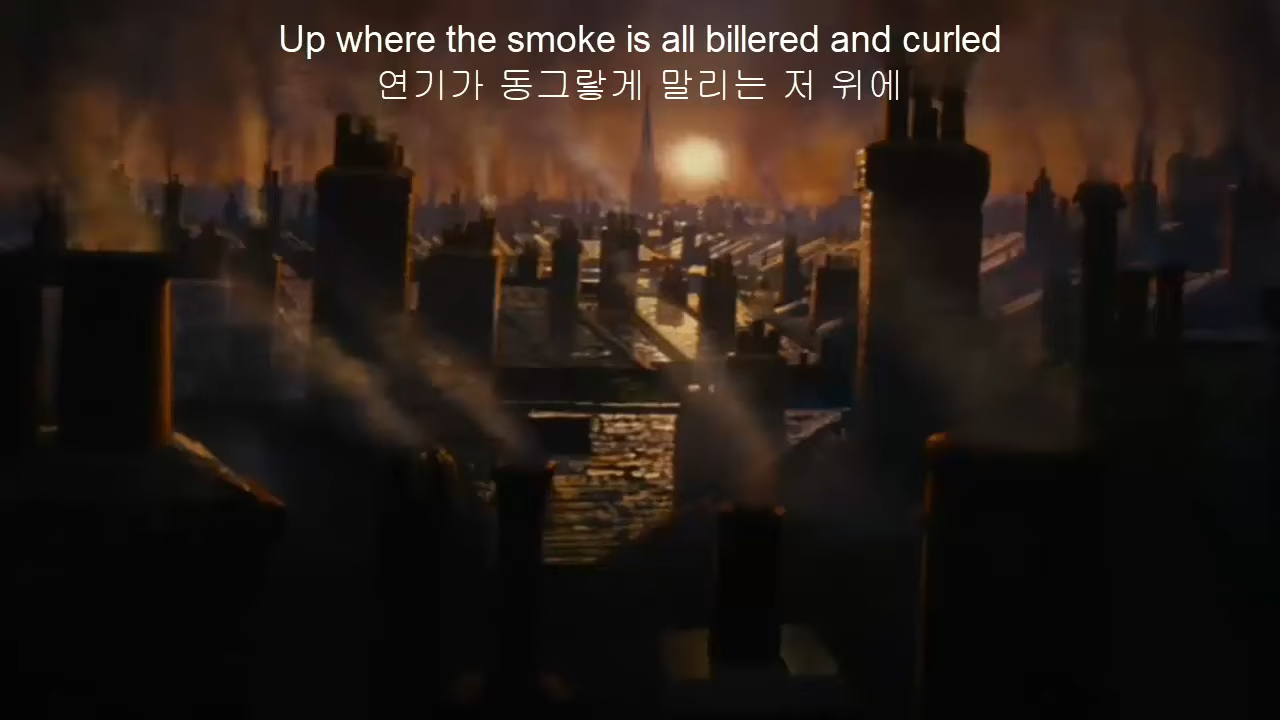 Up where the smoke is all billered and curled
연기가 동그랗게 말리는 저 위에